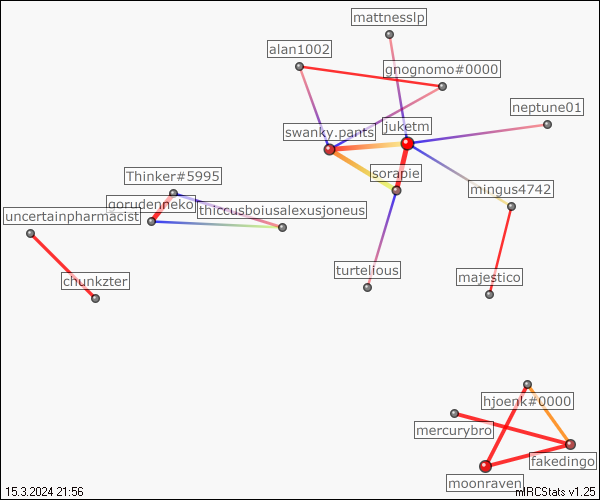 mattnesslp
alan1002
gnognomo#0000
neptune01
juketm
swanky.pants
sorapie
Thinker#5995
mingus4742
gorudenneko
thiccusboiusalexusjoneus
uncertainpharmacist
turtelious
chunkzter
majestico
hjoenk#0000
mercurybro
fakedingo
moonraven
15.3.2024 21:56
mIRCStats v1.25